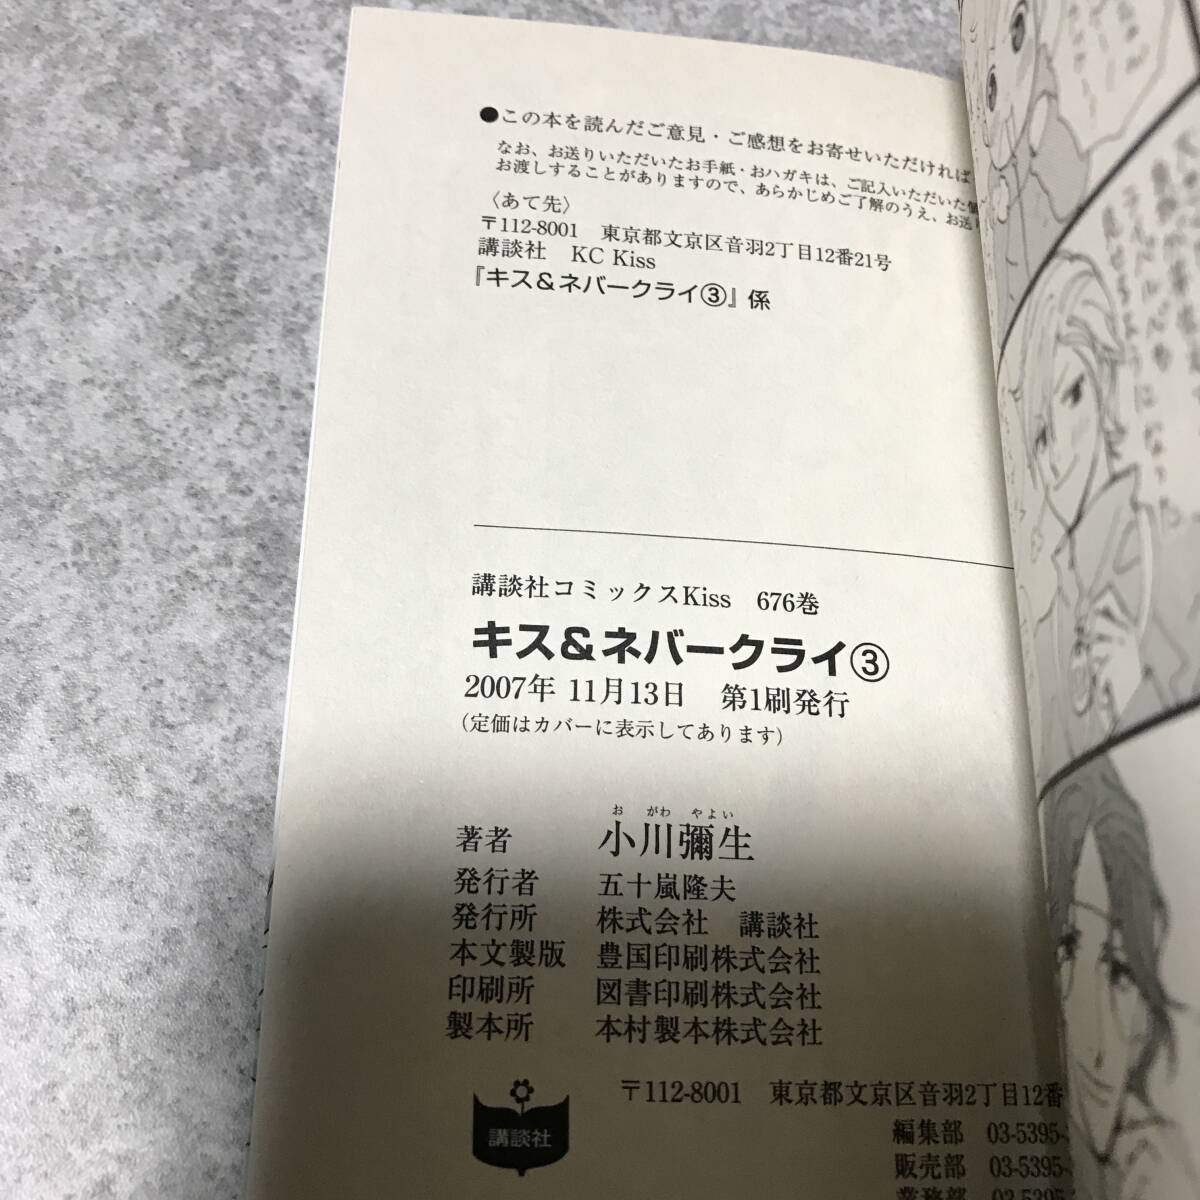 ●この本を読んだご意見・ご感想をお寄せいただければ
なお、お送りいただいたお手紙・おハガキは、ご記入いただいた
お渡しすることがありますので、あらかじめご了解のうえ、お送
〈あて先〉
〒112-8001 東京都文京区音羽2丁目12番21号
講談社 KC Kiss
『キス&ネバークライ③』係
講談社コミックスKiss 676巻
キス&ネバークライ③
2007年 11月13日 第1刷発行
(定価はカバーに表示してあります)
おがわ やよい
著者 小川彌生
発行者 五十嵐隆夫
発行所 株式会社 講談社
本文製版 豊国印刷株式会社
印刷所 図書印刷株式会社
製本所 本村製本株式会社
講談社
〒112-8001 東京都文京区音羽2丁目12番
編集部 03-5395-
販売部 03-5395-
業務部 03-5395-